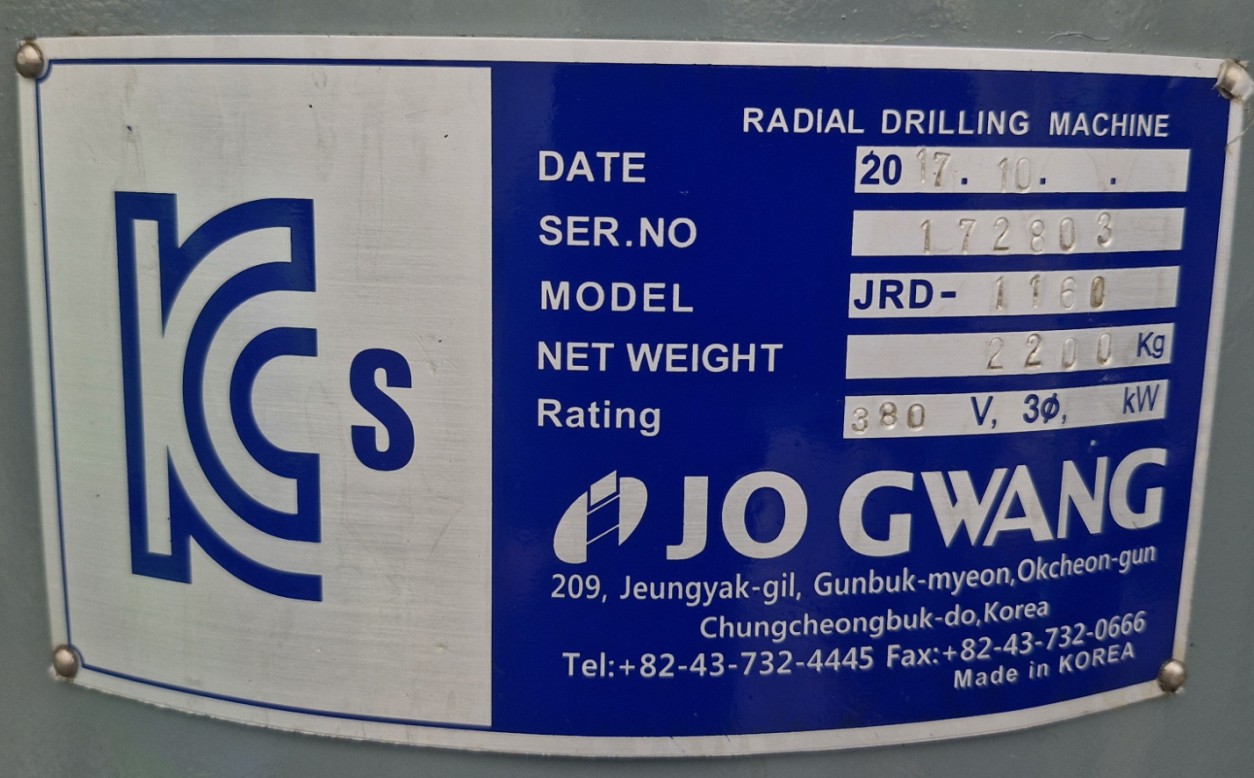 KCs
RADIAL DRILLING MACHINE
DATE 2017. 10. .
SER.NO 172803
MODEL JRD- 1160
NET WEIGHT 2200 Kg
Rating 380 V, 3ø, kW
JO GWANG
209, Jeungyak-gil, Gunbuk-myeon,Okcheon-gun
Chungcheongbuk-do,Korea
Tel:+82-43-732-4445 Fax:+82-43-732-0666
Made in KOREA